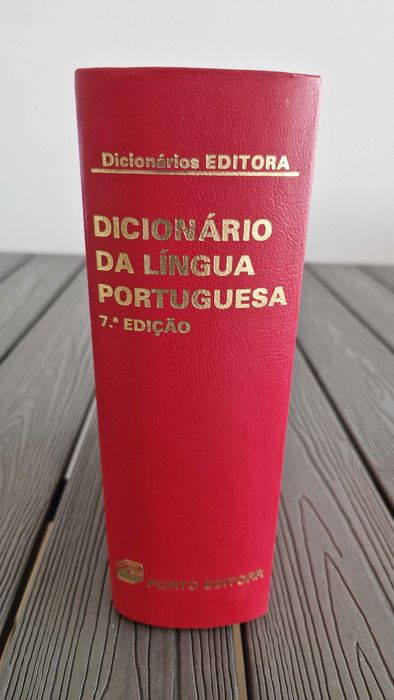 Dicionários EDITORA
DICIONÁRIO
DA LÍNGUA
PORTUGUESA
7.ª EDIÇÃO
PORTO EDITORA